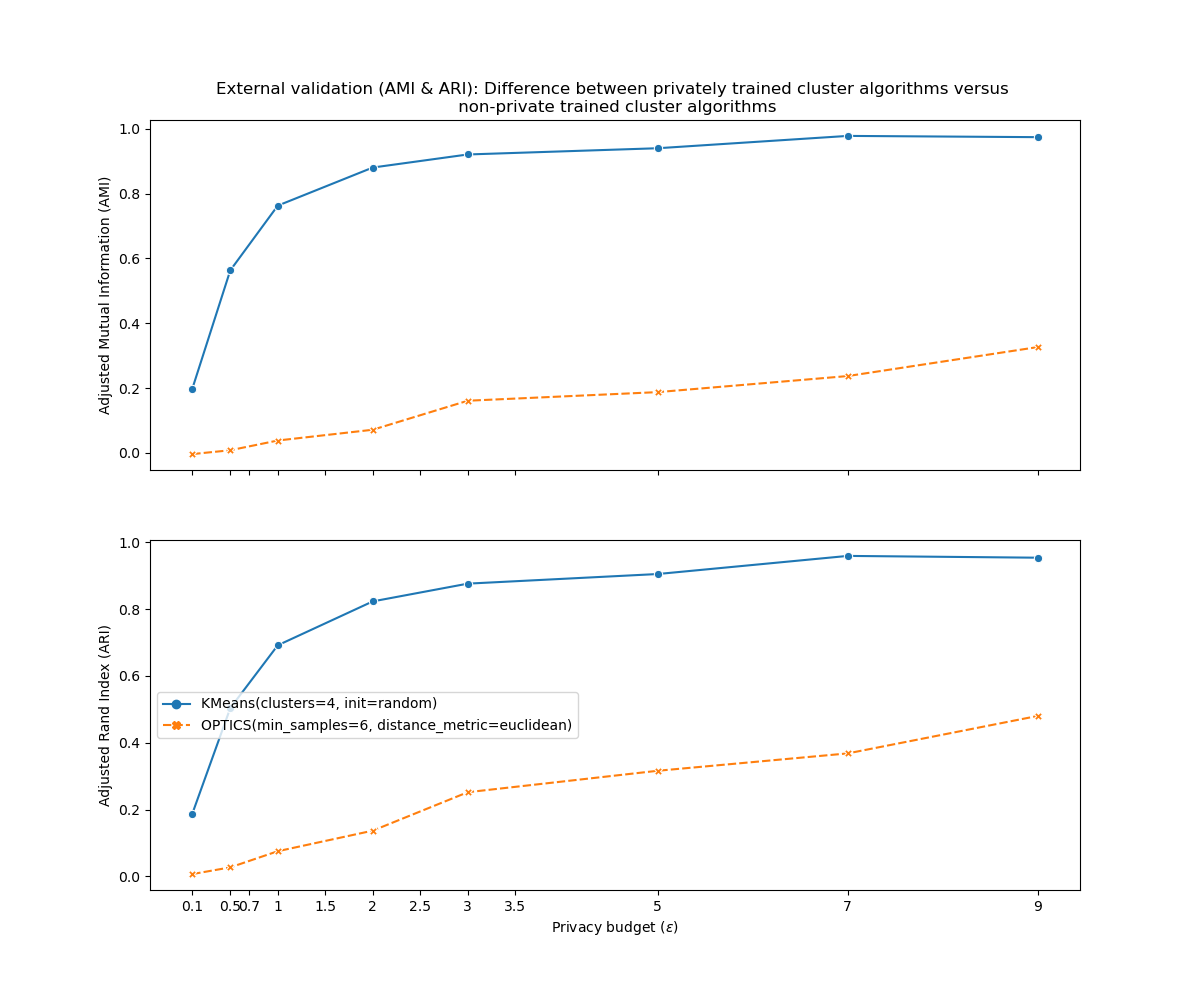 External validation (AMI & ARI): Difference between privately trained cluster algorithms versus
non-private trained cluster algorithms
1.0
0.8
0.6
0.4
0.2
0.0
Adjusted Mutual Information (AMI)
1.0
0.8
0.6
0.4
0.2
0.0
Adjusted Rand Index (ARI)
KMeans(clusters=4, init=random)
OPTICS(min_samples=6, distance_metric=euclidean)
0.1 0.5 0.7 1 1.5 2 2.5 3 3.5 5 7 9
Privacy budget (ε)